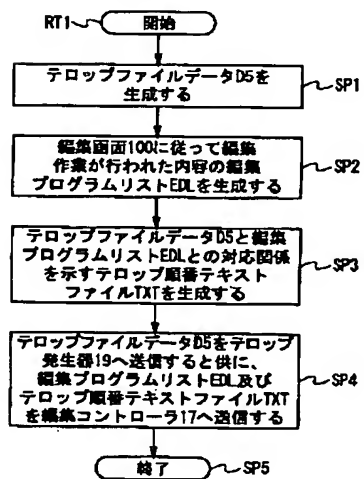 RT1
開始
テロップファイルデータD5を
生成する
SP1
編集画面100に従って編集
作業が行われた内容の編集
プログラムリストEDLを生成する
SP2
テロップファイルデータD5と編集
プログラムリストEDLとの対応関係
を示すテロップ順番テキスト
ファイルTXTを生成する
SP3
テロップファイルデータD5をテロップ
発生器19へ送信すると供に、
編集プログラムリストEDL及び
テロップ順番テキストファイルTXT
を編集コントローラ17へ送信する
SP4
終了
SP5